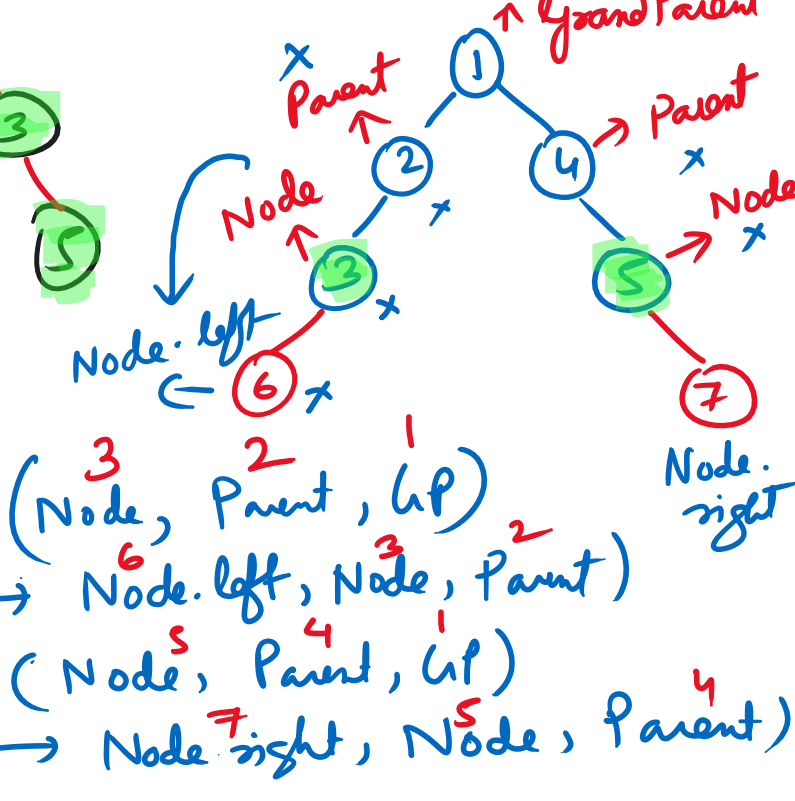 GrandParent
1
x
Parent
Parent
3
2
4
x
Node
x
Node
x
5
3
5
x
Node.left
6
x
7
3 2 1
(Node, Parent, GP)
Node.
right
6 3 2
→ Node.left, Node, Parent)
5 4 1
(Node, Parent, GP)
7 5 4
→ Node.right, Node, Parent)